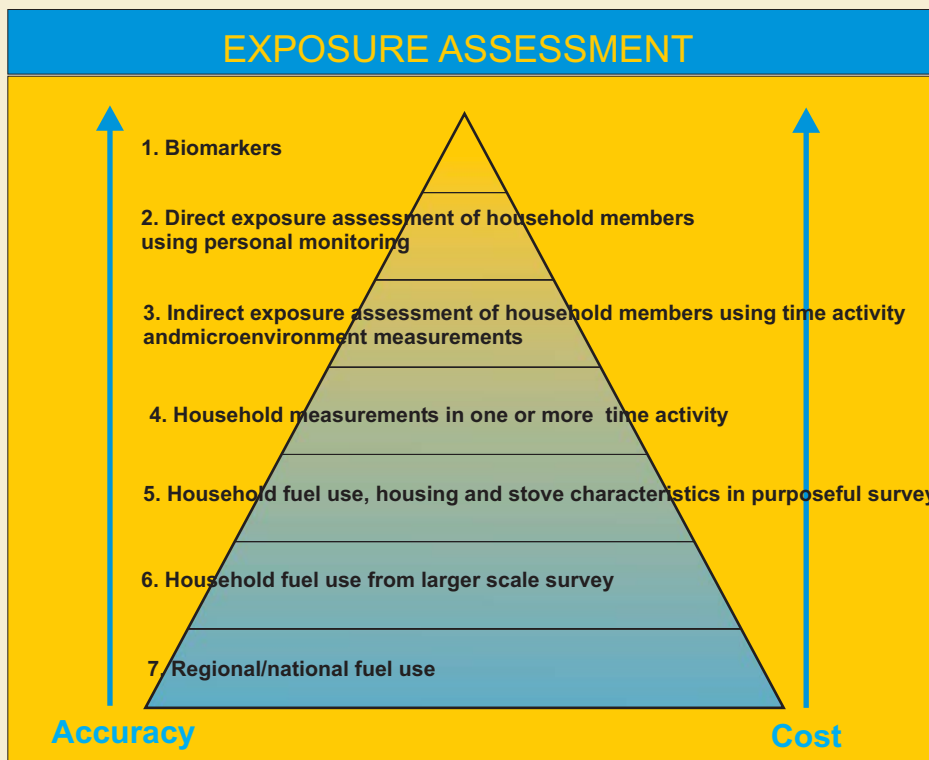 EXPOSURE ASSESSMENT
1. Biomarkers
2. Direct exposure assessment of household members
using personal monitoring
3. Indirect exposure assessment of household members using time activity
andmicroenvironment measurements
4. Household measurements in one or more time activity
5. Household fuel use, housing and stove characteristics in purposeful survey
6. Household fuel use from larger scale survey
7. Regional/national fuel use
Accuracy
Cost